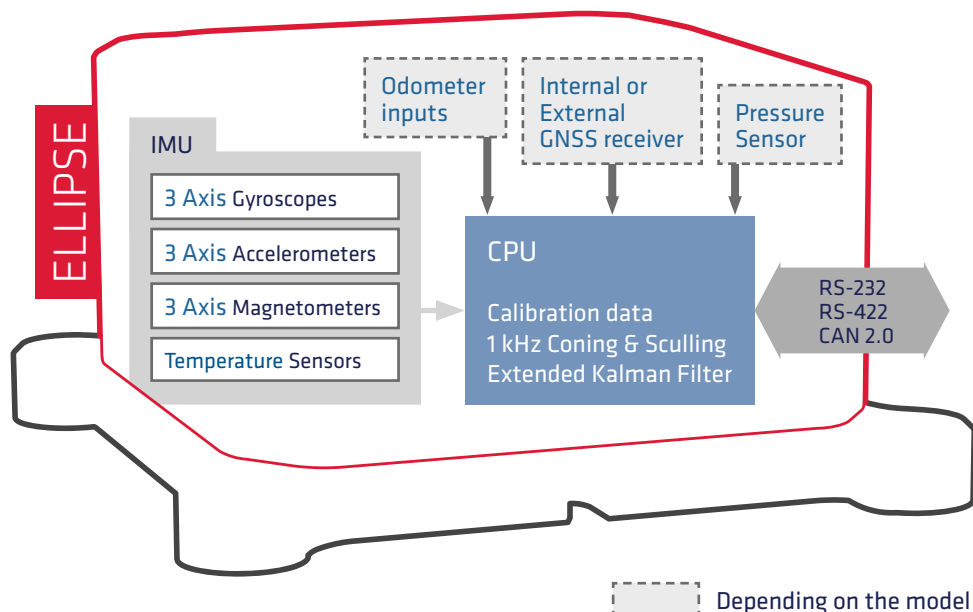 ELLIPSE
IMU
3 Axis Gyroscopes
3 Axis Accelerometers
3 Axis Magnetometers
Temperature Sensors
Odometer
inputs
Internal or
External
GNSS receiver
Pressure
Sensor
CPU
Calibration data
1 kHz Coning & Sculling
Extended Kalman Filter
RS-232
RS-422
CAN 2.0
Depending on the model